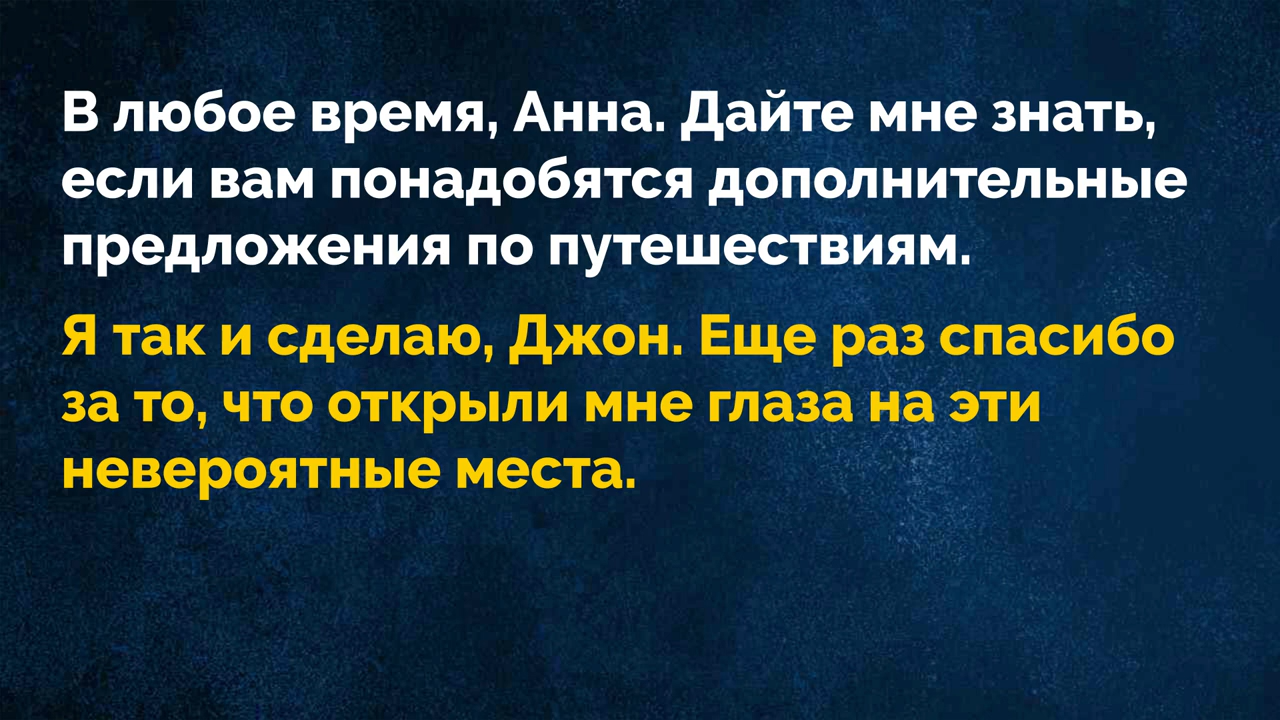 В любое время, Анна. Дайте мне знать,
если вам понадобятся дополнительные
предложения по путешествиям.
Я так и сделаю, Джон. Еще раз спасибо
за то, что открыли мне глаза на эти
невероятные места.